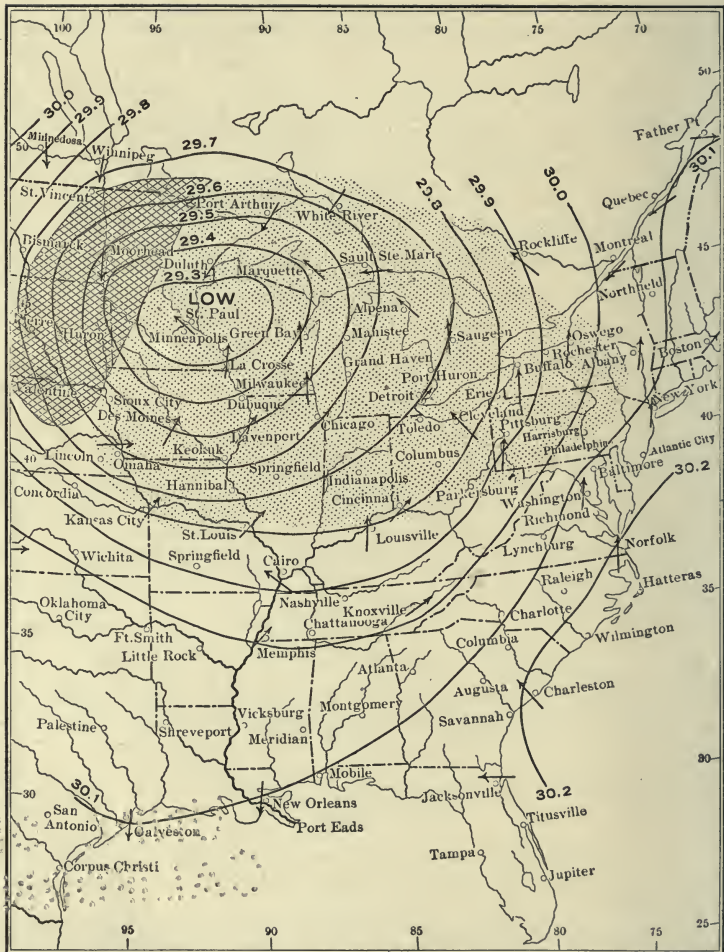 100 95 90 85 80 75 70
50
30.0
29.9
29.8
Minnedosa
50
Winnipeg
29.7
Father Pt
30.1
St. Vincent
29.6
Port Arthur
29.5
White River
29.8
29.9
30.0
Quebec
45
Bismarck
Moorhead
29.4
Duluth
Marquette
Sault Ste Marie
Rockliffe
Montreal
29.3
LOW
St. Paul
Northfield
Pierre
Huron
Minneapolis
Green Bay
Alpena
Manistee
Saugeen
Oswego
Rochester
Boston
La Crosse
Grand Haven
Buffalo
Albany
Valentine
Milwaukee
Port Huron
Erie
New York
Sioux City
Dubuque
Detroit
Des Moines
Cleveland
40
Davenport
Chicago
Toledo
Pittsburg
Harrisburg
Philadelphia
Atlantic City
Lincoln
40
Omaha
Keokuk
Springfield
Columbus
Baltimore
30.2
Concordia
Hannibal
Indianapolis
Cincinnati
Parkersburg
Washington
Kansas City
St. Louis
Louisville
Richmond
Norfolk
Wichita
Springfield
Cairo
Lynchburg
Raleigh
Hatteras
35
Nashville
Knoxville
Oklahoma
City
Chattanooga
Charlotte
35
Ft. Smith
Little Rock
Memphis
Columbia
Wilmington
Atlanta
Augusta
Charleston
Vicksburg
Montgomery
Savannah
Palestine
Shreveport
Meridian
30
Mobile
30.1
30
New Orleans
Jacksonville
30.2
San
Antonio
Galveston
Port Eads
Titusville
Corpus Christi
Tampa
Jupiter
95 90 85 80 75
25